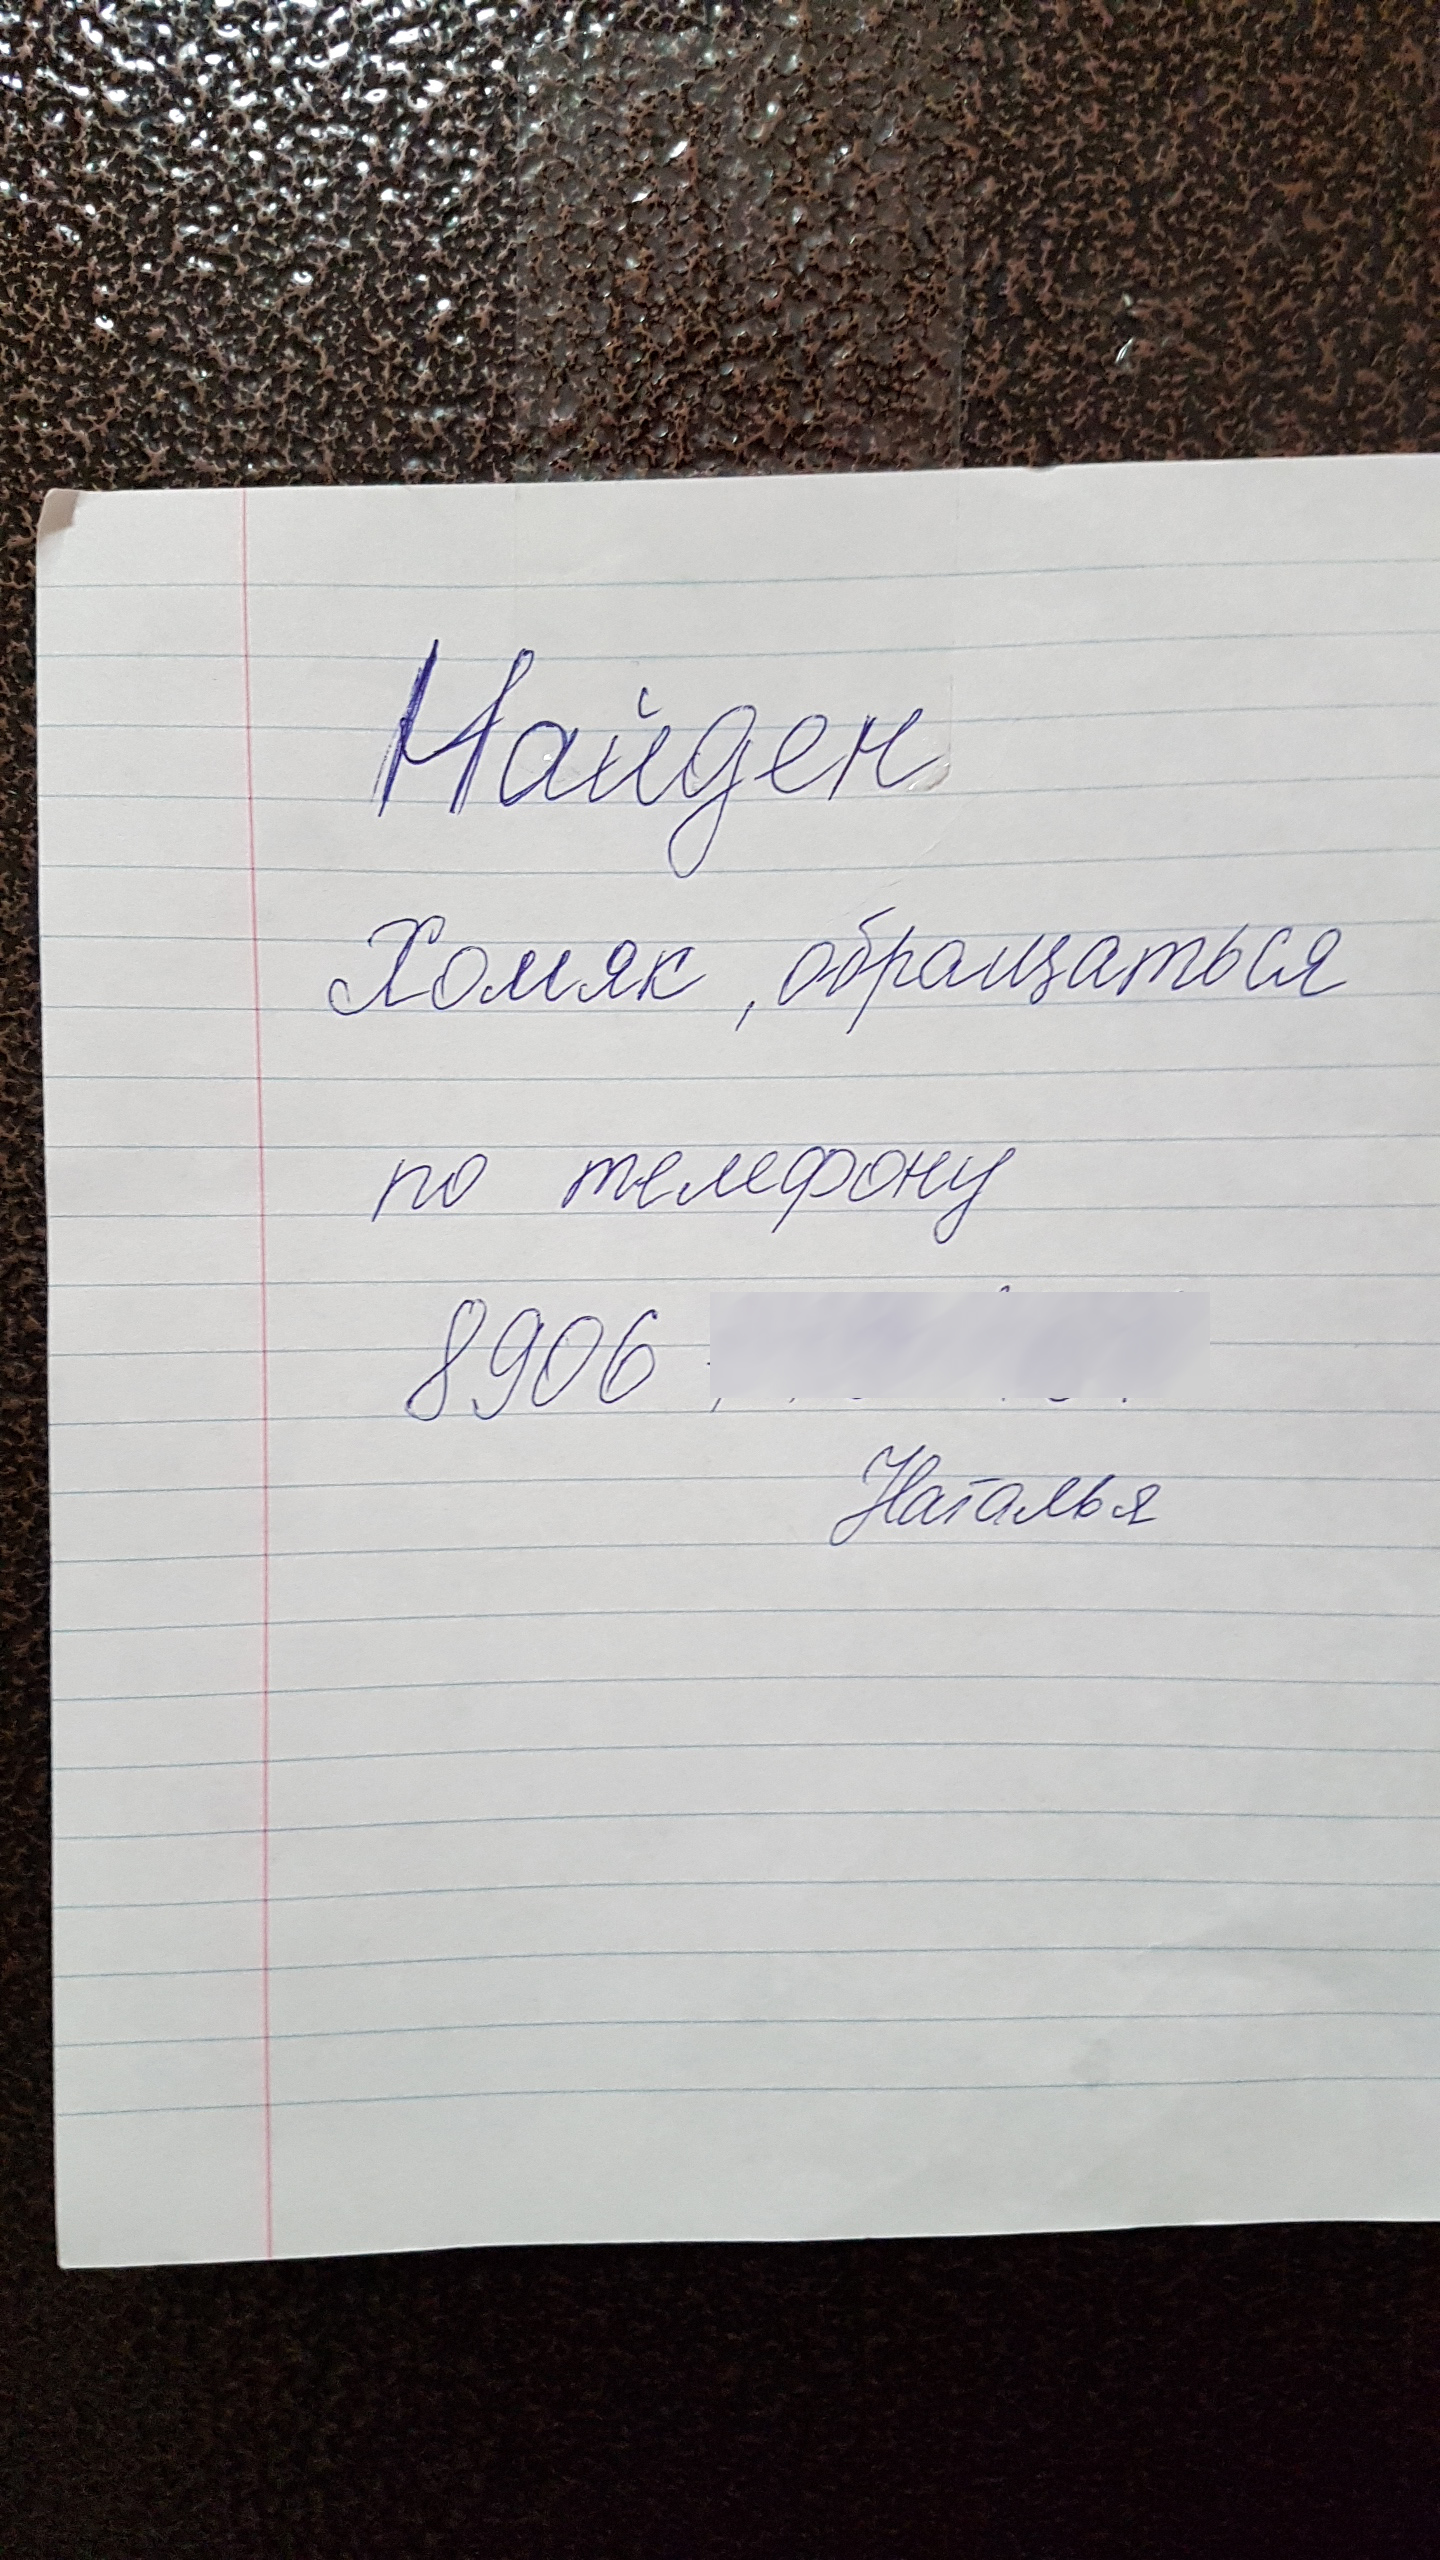 Найден
Хомяк, обращаться
по телефону
8906
Наталья